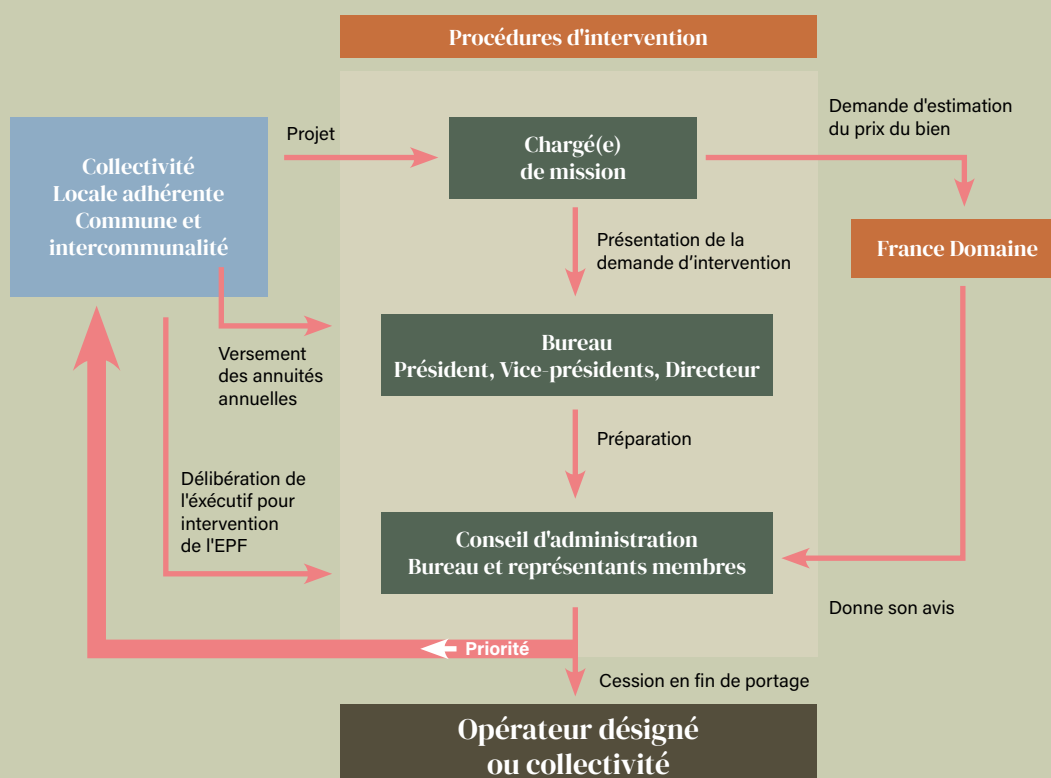 Procédures d'intervention
Projet
Demande d'estimation
du prix du bien
Collectivité
Locale adhérente
Commune et
intercommunalité
Chargé(e)
de mission
France Domaine
Présentation de la
demande d'intervention
Bureau
Président, Vice-présidents, Directeur
Versement
des annuités
annuelles
Préparation
Délibération de
l'éxécutif pour
intervention
de l'EPF
Conseil d'administration
Bureau et représentants membres
Donne son avis
Priorité
Cession en fin de portage
Opérateur désigné
ou collectivité